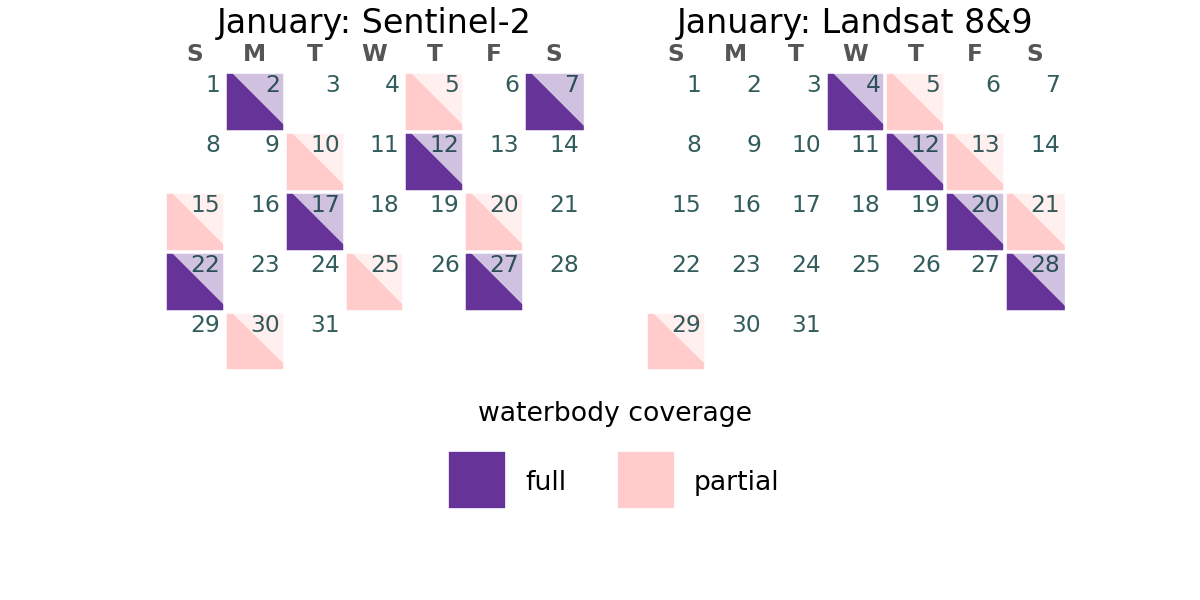 January: Sentinel-2
S M T W T F S
1 2 3 4 5 6 7
8 9 10 11 12 13 14
15 16 17 18 19 20 21
22 23 24 25 26 27 28
29 30 31
January: Landsat 8&9
S M T W T F S
1 2 3 4 5 6 7
8 9 10 11 12 13 14
15 16 17 18 19 20 21
22 23 24 25 26 27 28
29 30 31
waterbody coverage
full partial